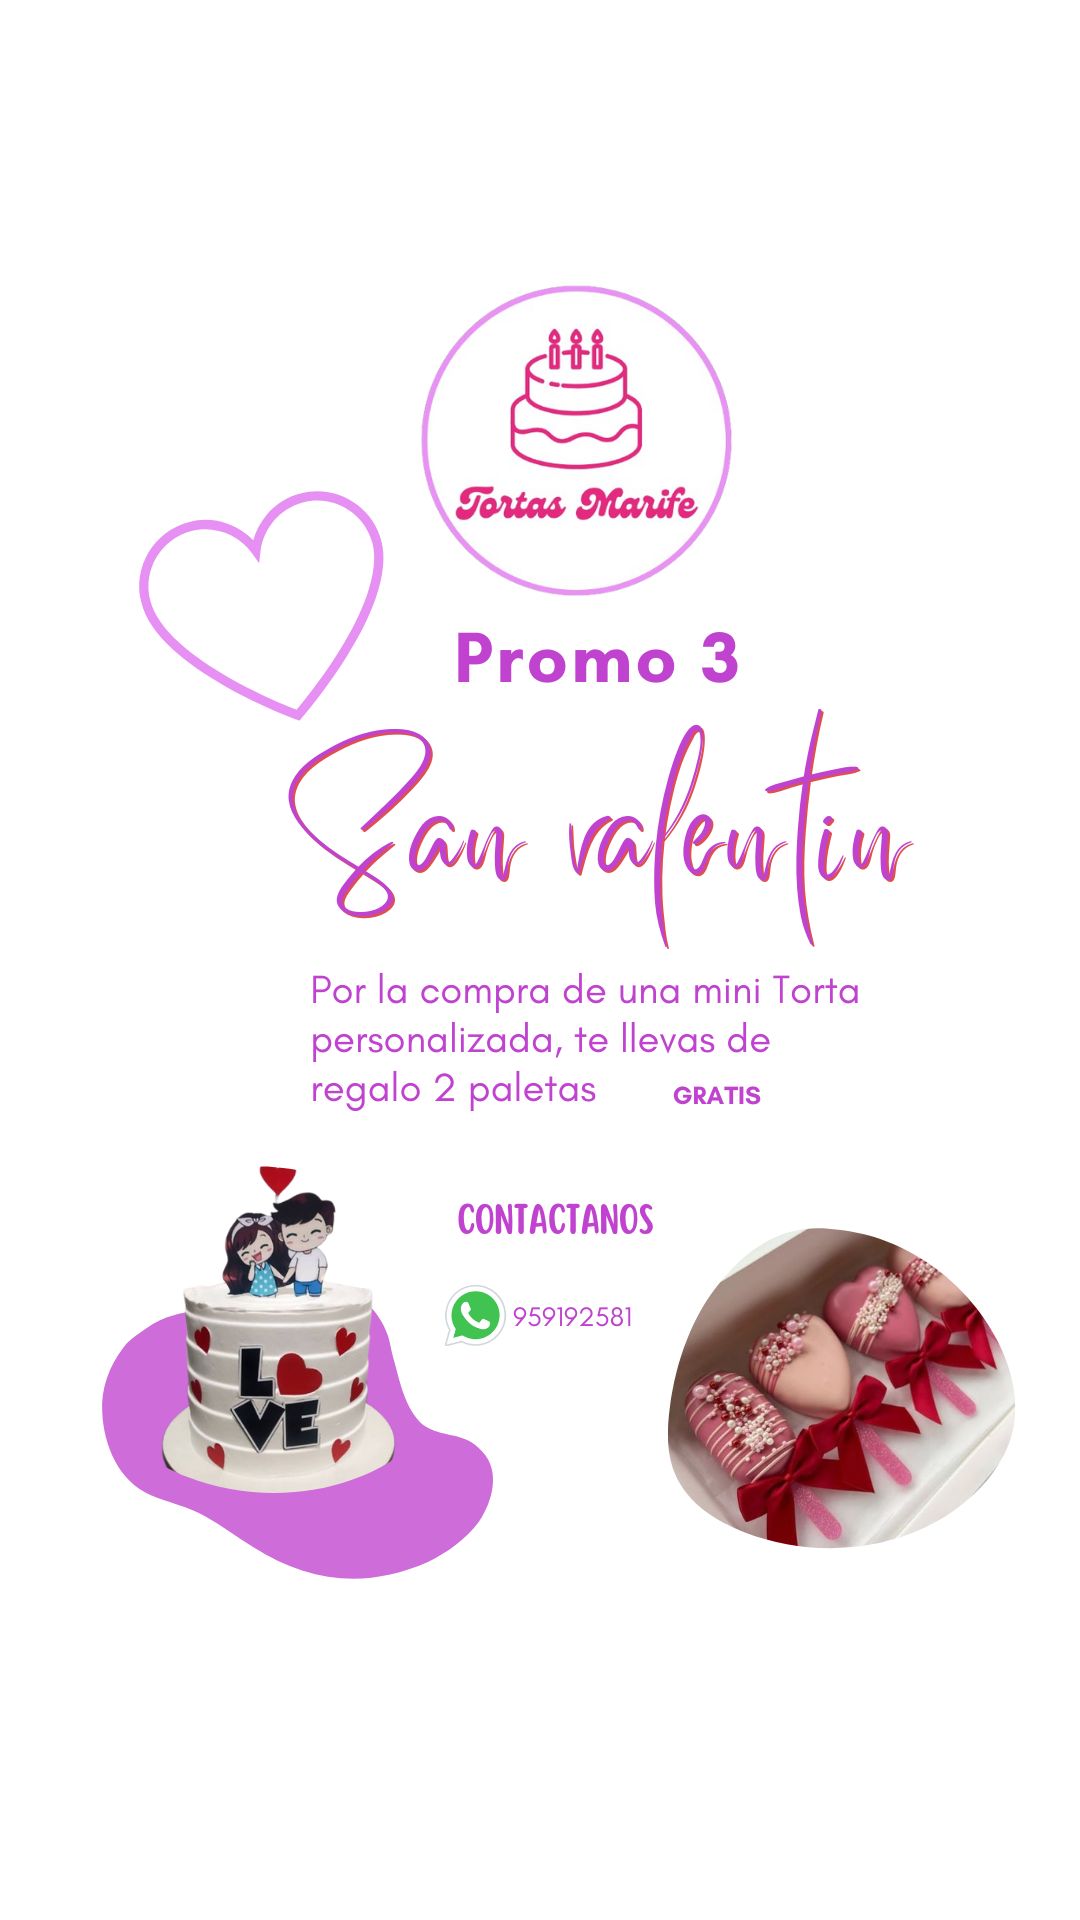 Tortas Marife
Promo 3
San valentin
Por la compra de una mini Torta
personalizada, te llevas de
regalo 2 paletas GRATIS
CONTACTANOS
959192581
LOVE